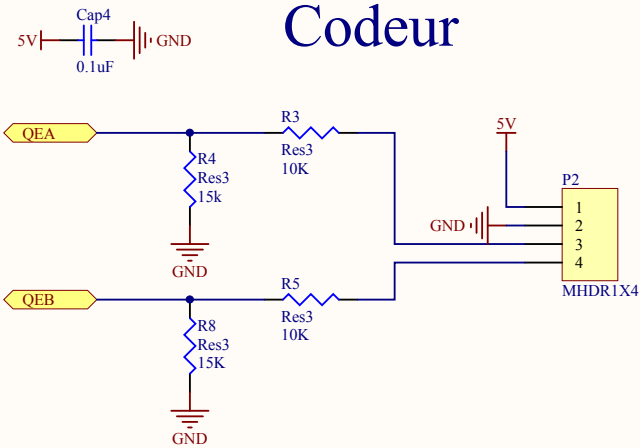 Codeur
Cap4
5V
GND
0.1uF
QEA
R3
Res3
10K
R4
Res3
15k
GND
5V
P2
1
GND
2
3
4
MHDR1X4
QEB
R5
Res3
10K
R8
Res3
15K
GND